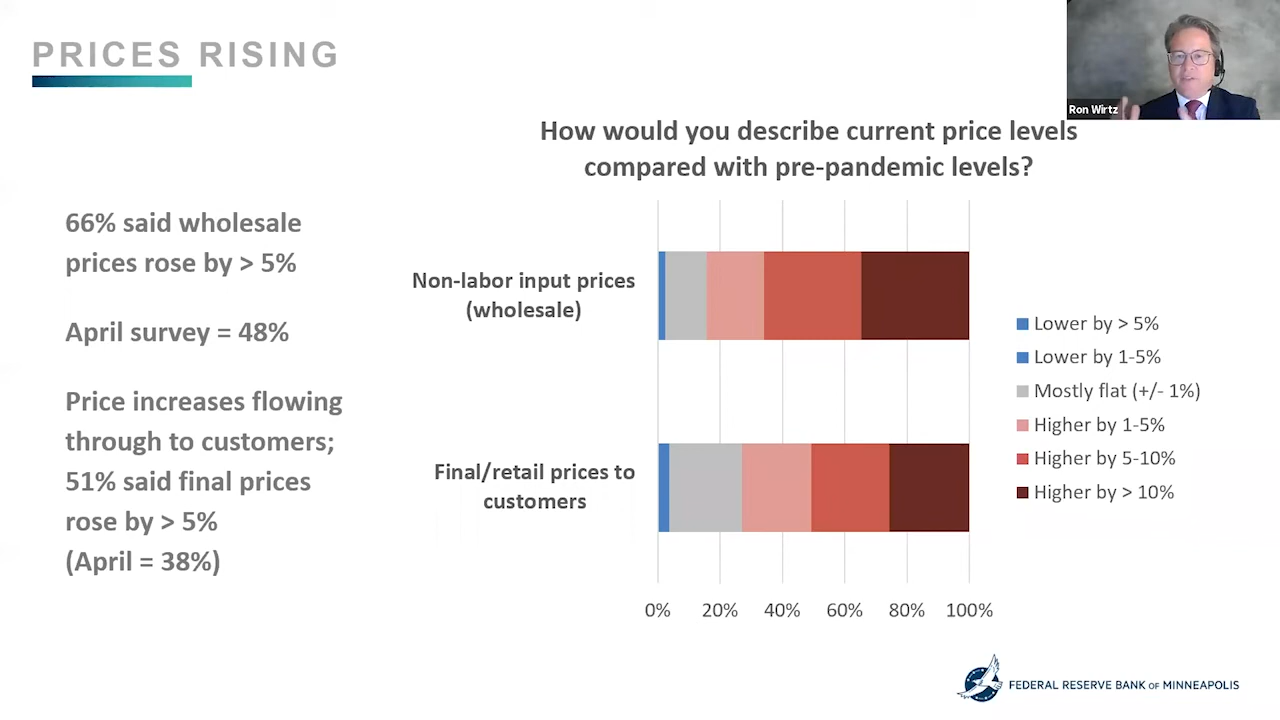 PRICES RISING
Ron Wirtz
How would you describe current price levels
compared with pre-pandemic levels?
66% said wholesale
prices rose by > 5%
April survey = 48%
Price increases flowing
through to customers;
51% said final prices
rose by > 5%
(April = 38%)
Non-labor input prices
(wholesale)
Final/retail prices to
customers
0% 20% 40% 60% 80% 100%
Lower by > 5%
Lower by 1-5%
Mostly flat (+/- 1%)
Higher by 1-5%
Higher by 5-10%
Higher by > 10%
FEDERAL RESERVE BANK OF MINNEAPOLIS